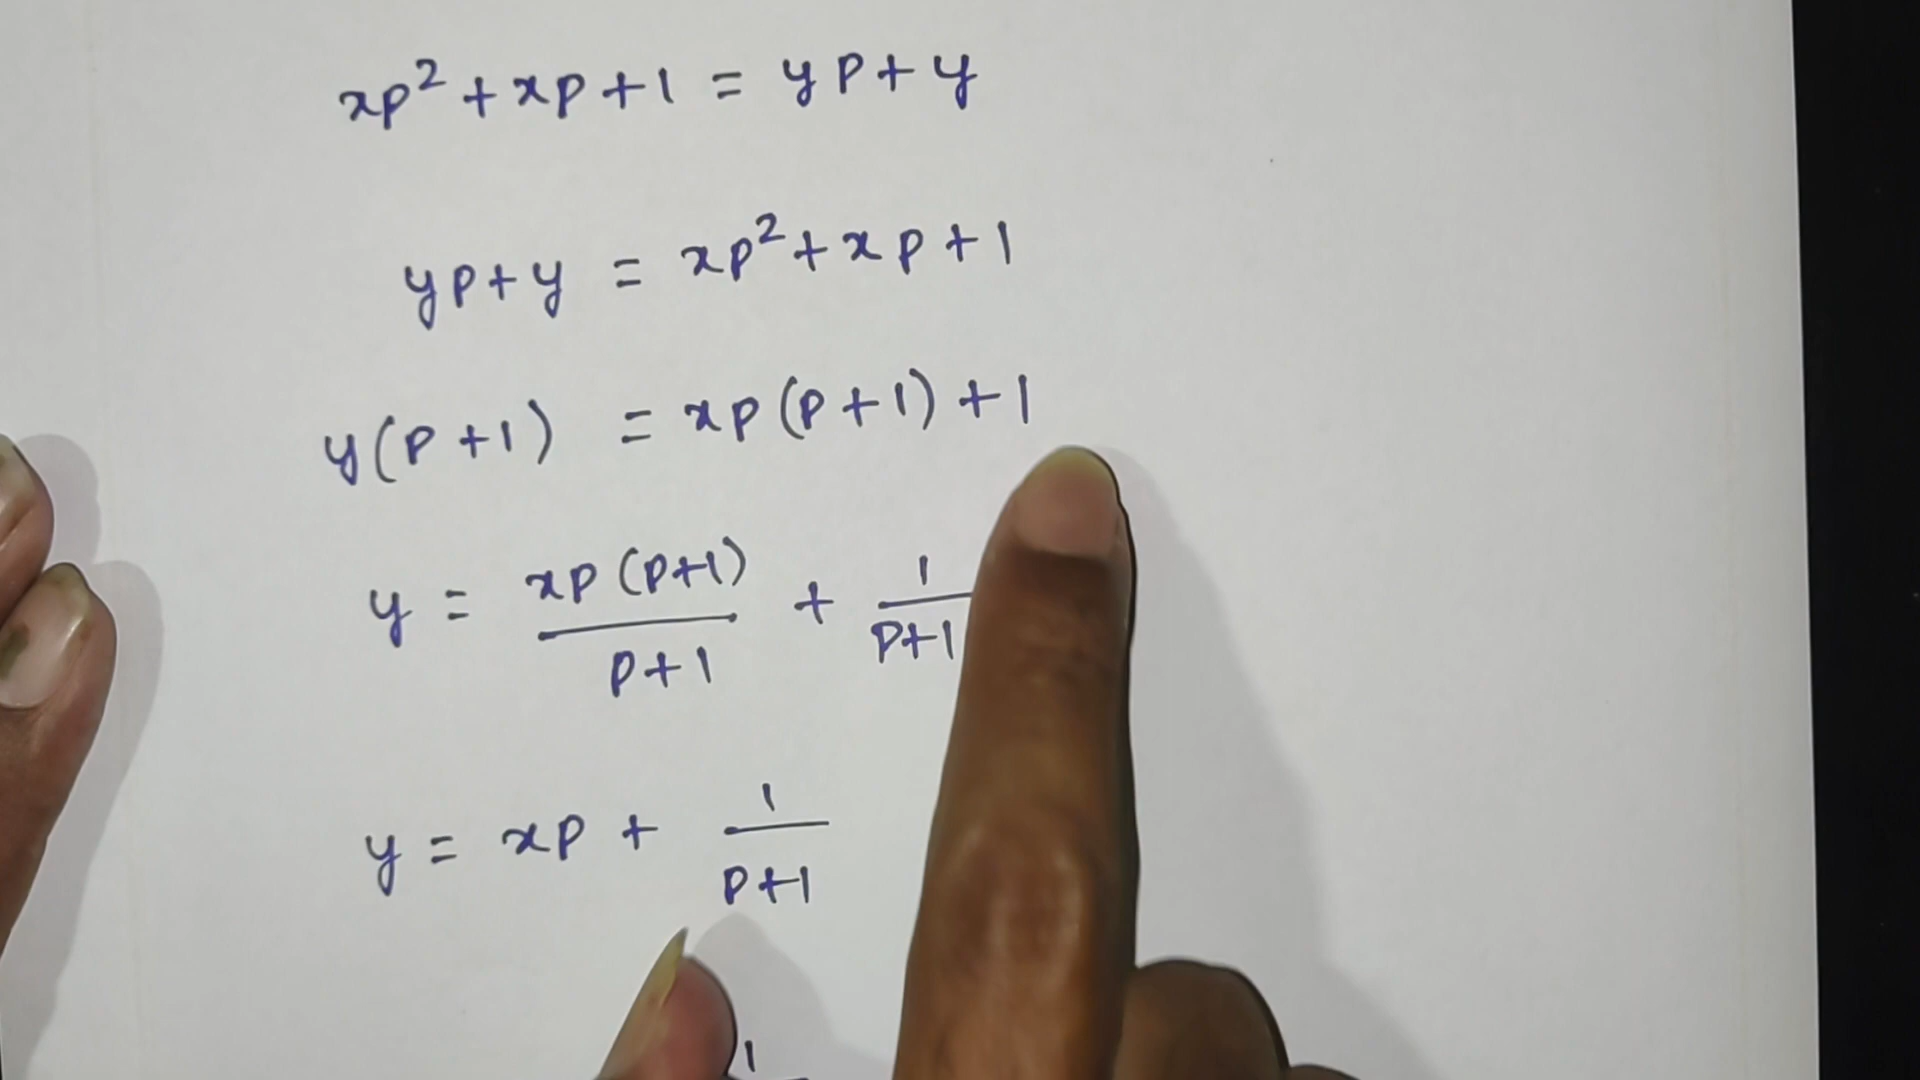 xp² + xp + 1 = yp + y
yp + y = xp² + xp + 1
y(p + 1) = xp(p + 1) + 1
y = xp(p+1)/p+1 + 1/p+1
y = xp + 1/p+1
1